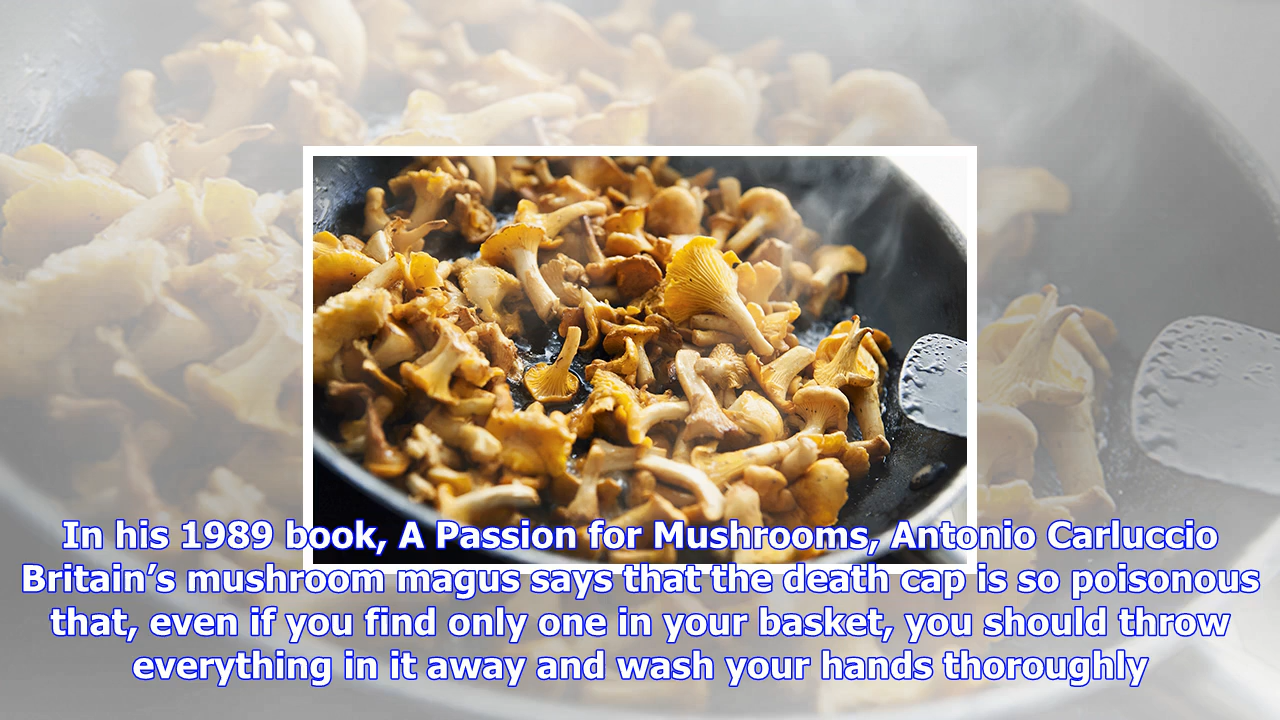 In his 1989 book, A Passion for Mushrooms, Antonio Carluccio
Britain’s mushroom magus says that the death cap is so poisonous
that, even if you find only one in your basket, you should throw
everything in it away and wash your hands thoroughly